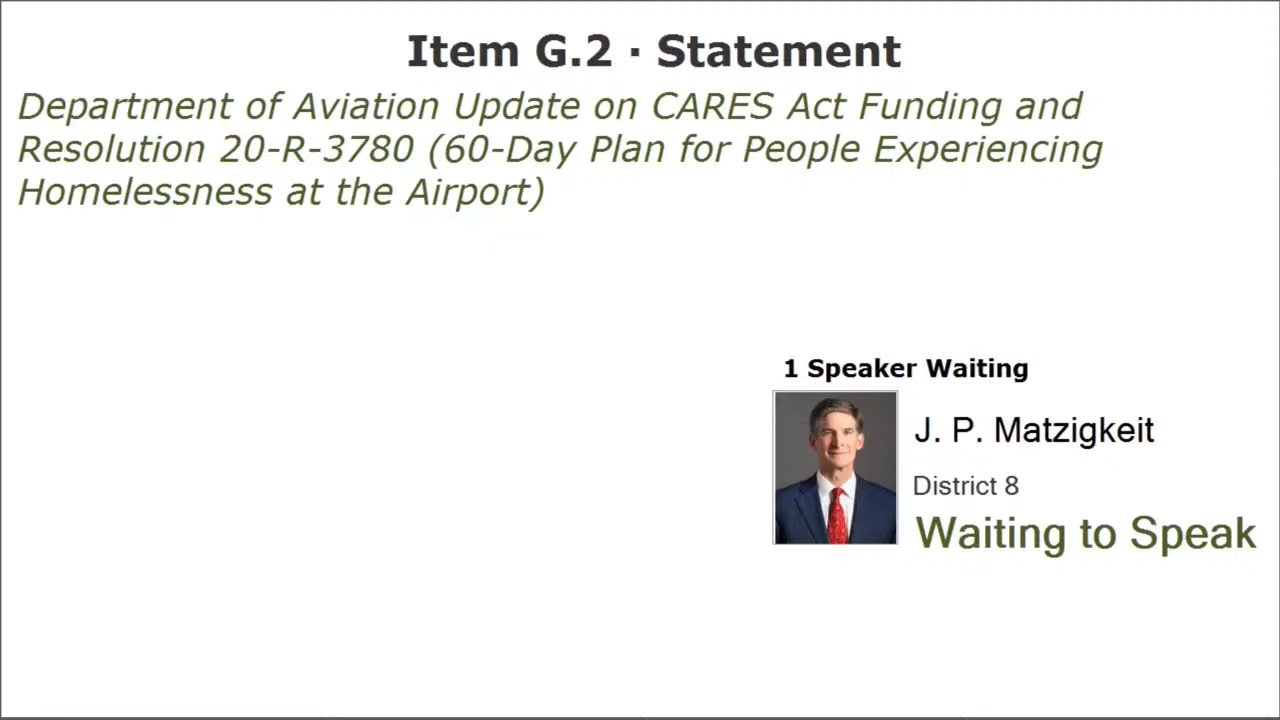 Item G.2 · Statement
Department of Aviation Update on CARES Act Funding and
Resolution 20-R-3780 (60-Day Plan for People Experiencing
Homelessness at the Airport)
1 Speaker Waiting
J. P. Matzigkeit
District 8
Waiting to Speak